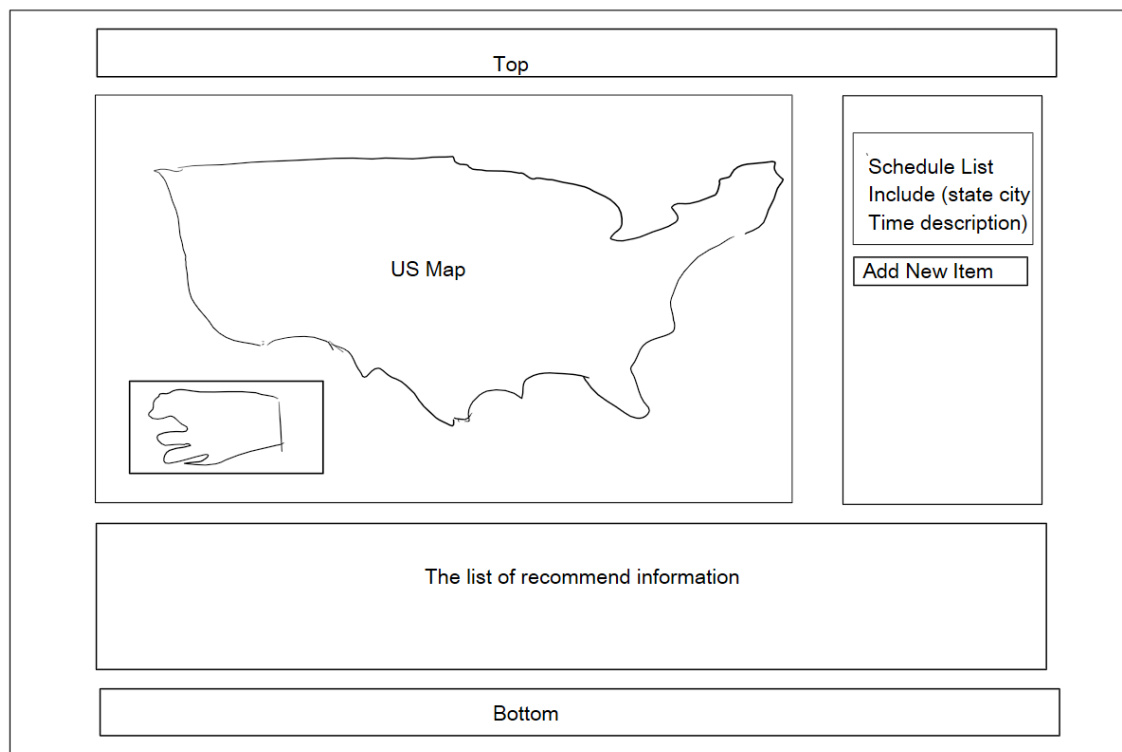 Top
US Map
Schedule List
Include (state city
Time description)
Add New Item
The list of recommend information
Bottom